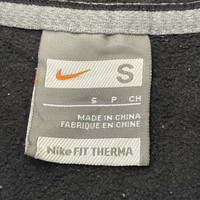 S
S P CH
MADE IN CHINA
FABRIQUÉ EN CHINE
Nike FIT THERMA